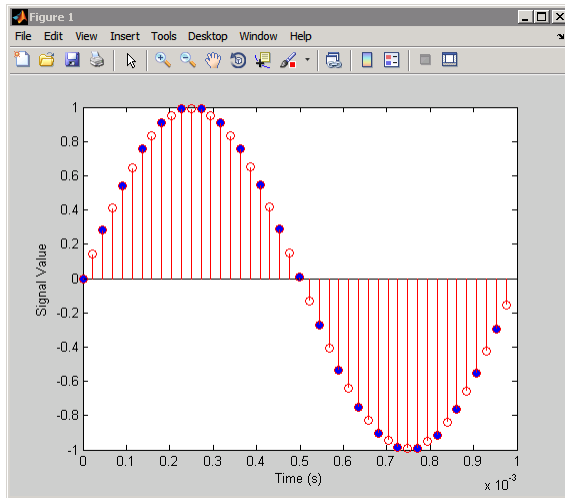 Figure 1
File Edit View Insert Tools Desktop Window Help
1
0.8
0.6
0.4
0.2
0
-0.2
-0.4
-0.6
-0.8
-1
Signal Value
0 0.1 0.2 0.3 0.4 0.5 0.6 0.7 0.8 0.9 1
Time (s)
x 10⁻³